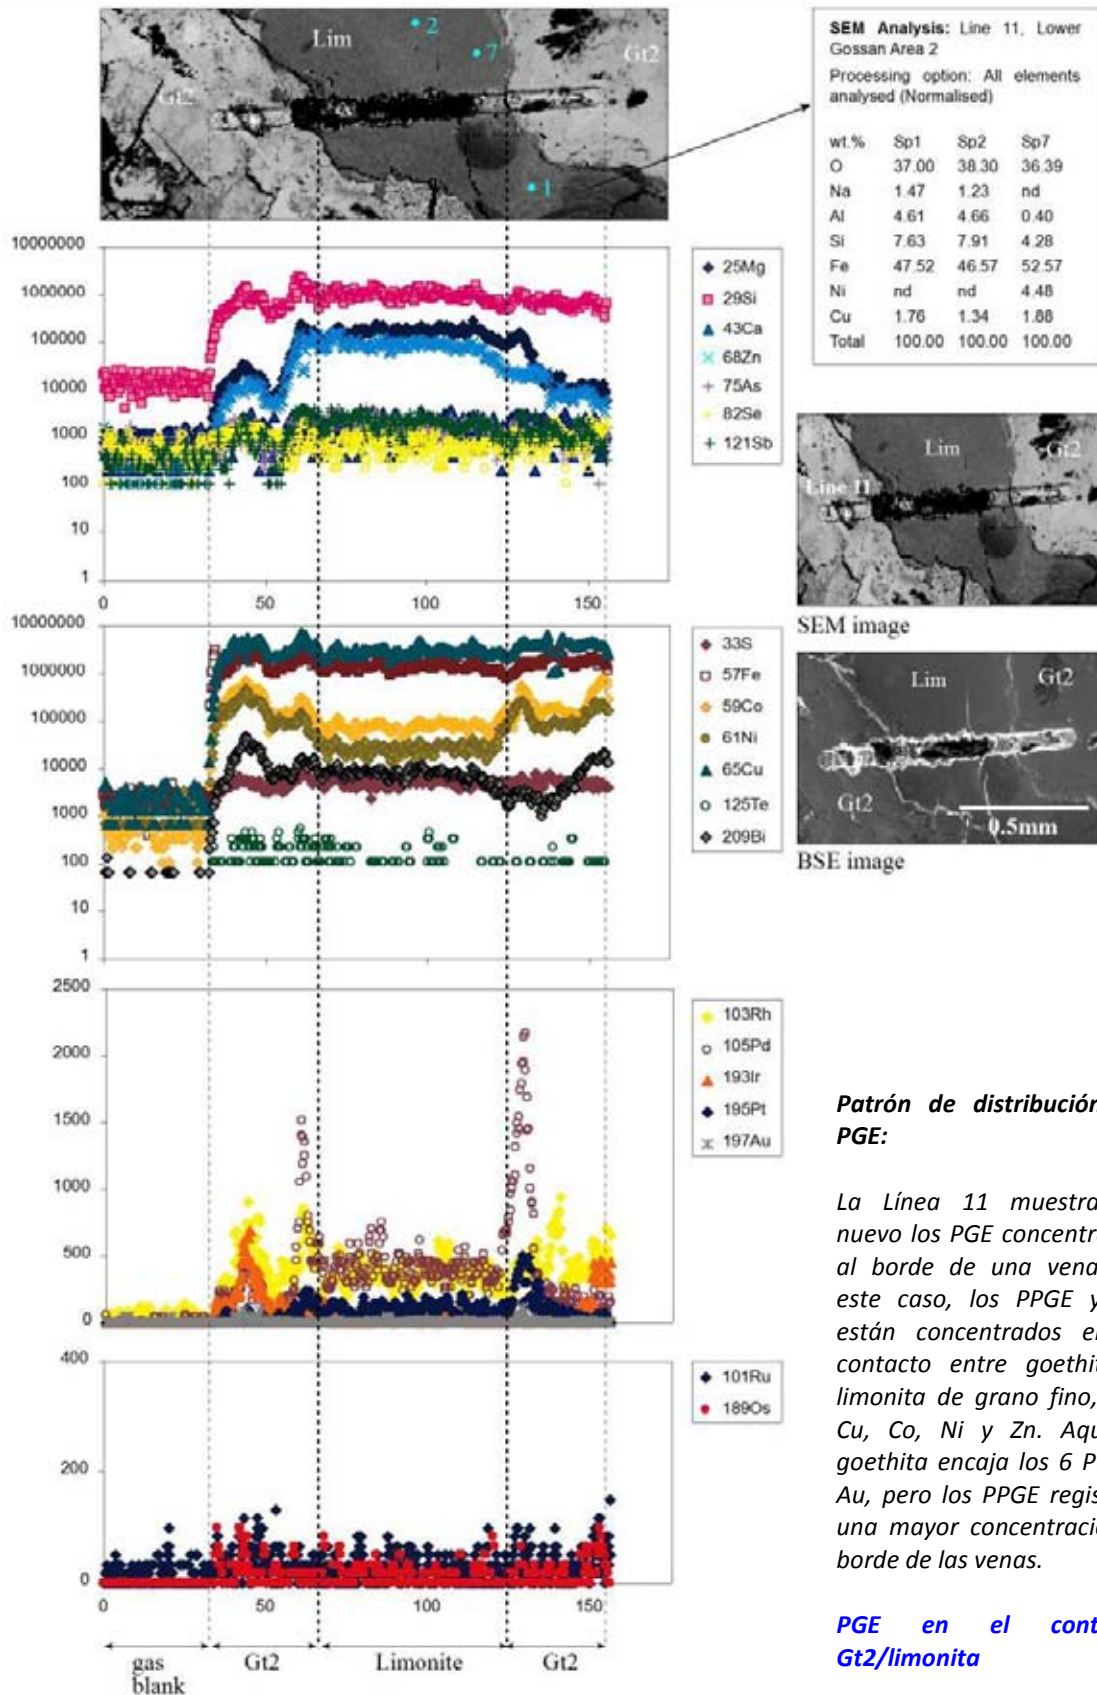 Lim
2
7
Gt2
Gt2
1
SEM Analysis: Line 11, Lower
Gossan Area 2
Processing option: All elements
analysed (Normalised)
wt.% Sp1 Sp2 Sp7
O 37.00 38.30 36.39
Na 1.47 1.23 nd
Al 4.61 4.66 0.40
Si 7.63 7.91 4.28
Fe 47.52 46.57 52.57
Ni nd nd 4.48
Cu 1.76 1.34 1.88
Total 100.00 100.00 100.00
10000000
1000000
100000
10000
1000
100
10
1
0 50 100 150
25Mg
29Si
43Ca
68Zn
75As
82Se
121Sb
Lim
Gt2
Line 11
SEM image
10000000
1000000
100000
10000
1000
100
10
1
0 50 100 150
33S
57Fe
59Co
61Ni
65Cu
125Te
209Bi
Lim
Gt2
Gt2
0.5mm
BSE image
2500
2000
1500
1000
500
0
103Rh
105Pd
193Ir
195Pt
197Au
400
200
0
0 50 100 150
101Ru
189Os
gas
blank
Gt2
Limonite
Gt2
Patrón de distribución
PGE:
La Línea 11 muestra
nuevo los PGE concentr
al borde de una vena
este caso, los PPGE y
están concentrados e
contacto entre goethit
limonita de grano fino,
Cu, Co, Ni y Zn. Aqu
goethita encaja los 6 P
Au, pero los PPGE regis
una mayor concentraci
borde de las venas.
PGE en el cont
Gt2/limonita